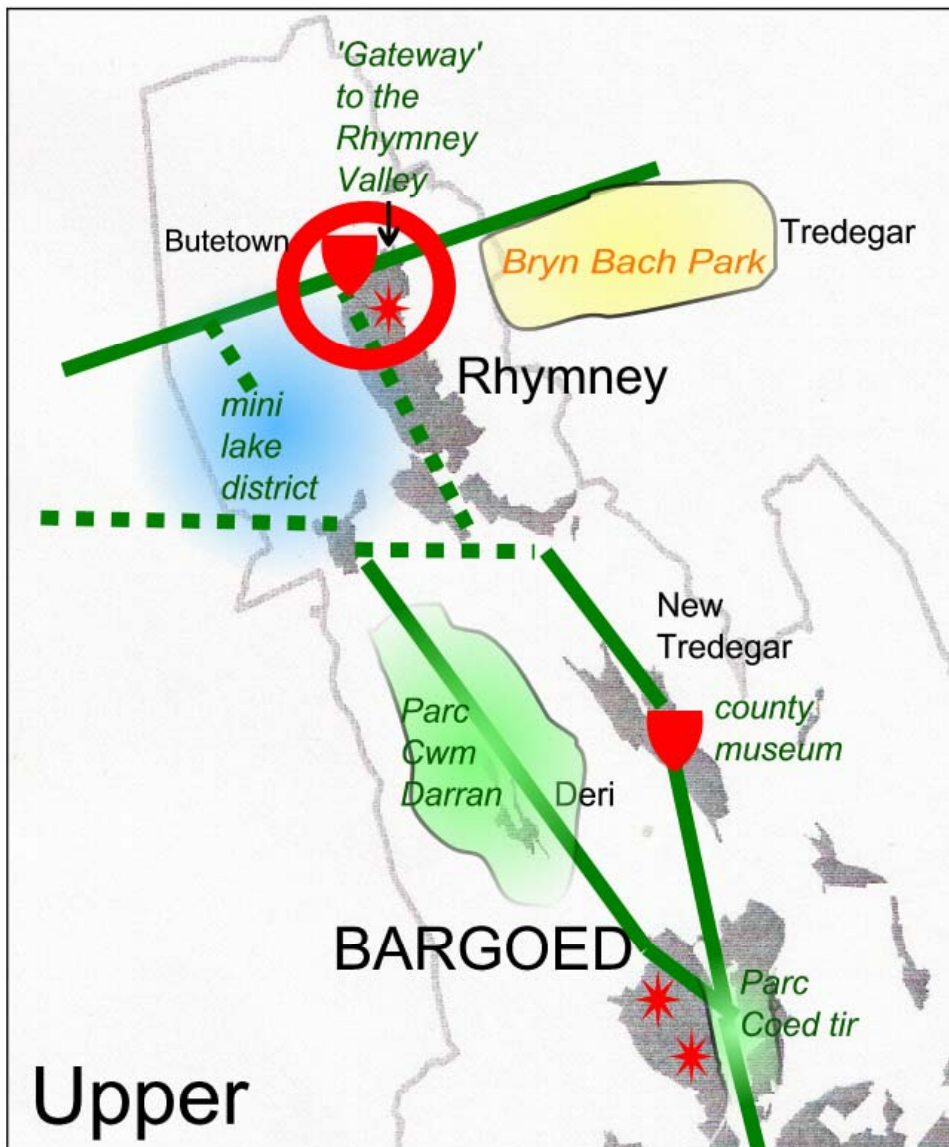 'Gateway'
to the
Rhymney
Valley
Butetown
Tredegar
Bryn Bach Park
Rhymney
mini
lake
district
New
Tredegar
county
museum
Parc
Cwm
Darran
Deri
BARGOED
Parc
Coed tir
Upper